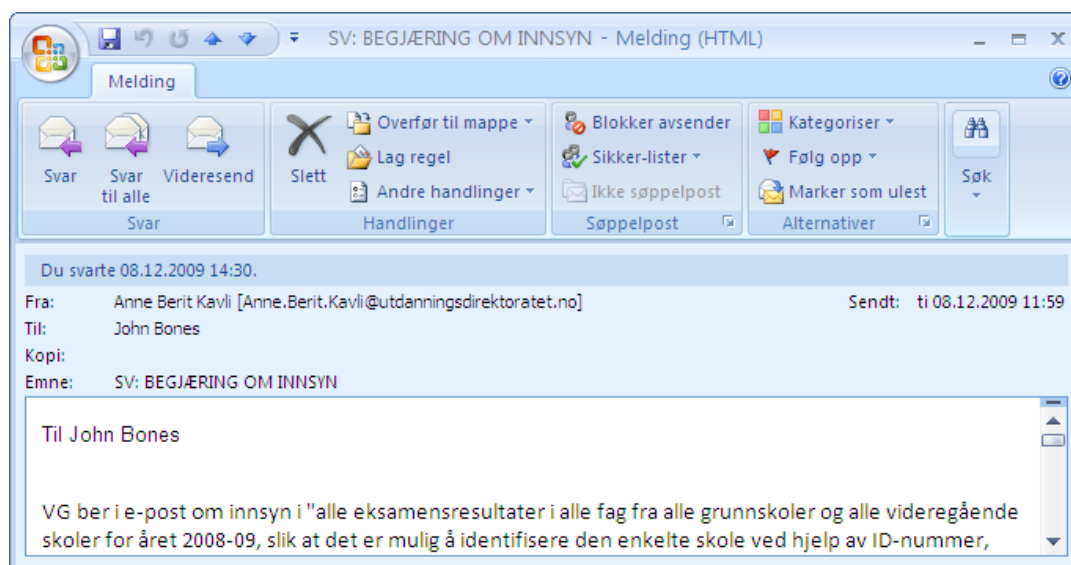 SV: BEGJÆRING OM INNSYN - Melding (HTML)
Melding
Svar
Svar til alle
Videresend
Svar
Slett
Overfør til mappe
Lag regel
Andre handlinger
Handlinger
Blokker avsender
Sikker-lister
Ikke søppelpost
Søppelpost
Kategoriser
Følg opp
Marker som ulest
Alternativer
Søk
Du svarte 08.12.2009 14:30.
Fra: Anne Berit Kavli [Anne.Berit.Kavli@utdanningsdirektoratet.no] Sendt: ti 08.12.2009 11:59
Til: John Bones
Kopi:
Emne: SV: BEGJÆRING OM INNSYN
Til John Bones
VG ber i e-post om innsyn i "alle eksamensresultater i alle fag fra alle grunnskoler og alle videregående
skoler for året 2008-09, slik at det er mulig å identifisere den enkelte skole ved hjelp av ID-nummer,